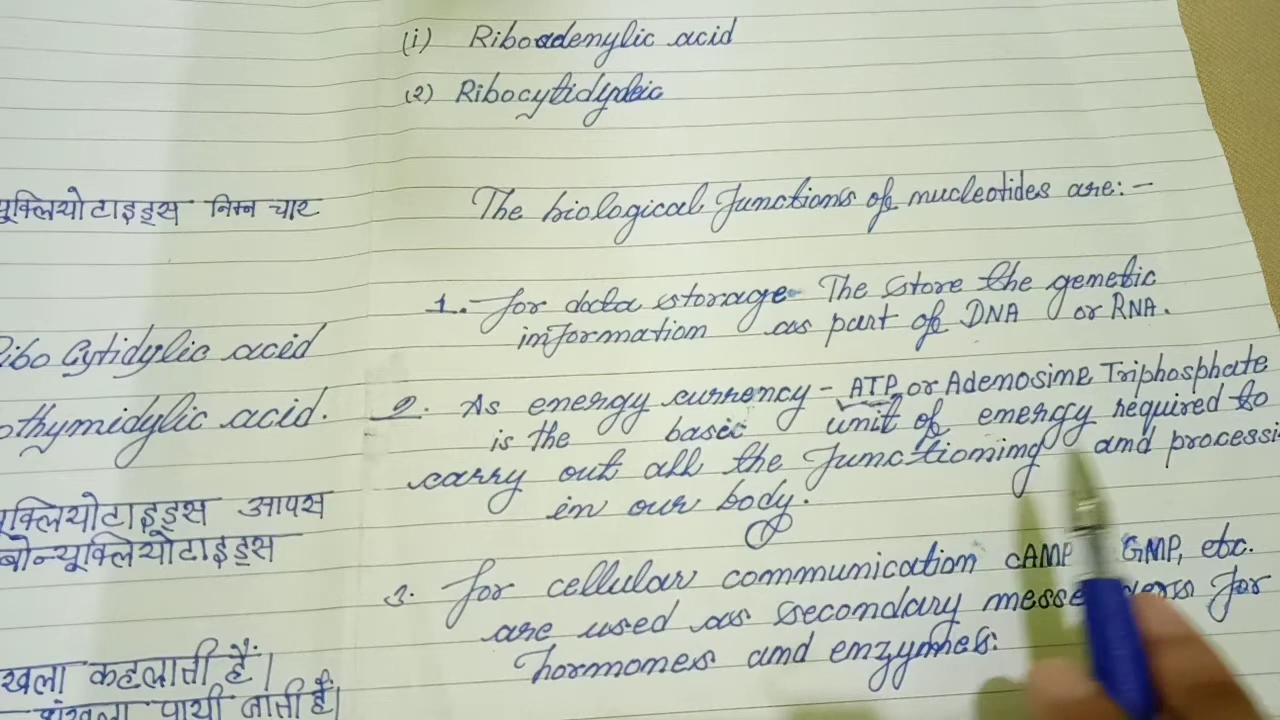 (i) Riboadenylic acid
(2) Ribocytidyleic
यूक्लियोटाइड्स निम्न चार
The biological functions of nucleotides are:-
1.- for data storage- The store the genetic
information as part of DNA or RNA.
Ribo Cytidylic acid
othymidylic acid.
2. As energy currency - ATP or Adenosine Triphosphate
is the basic unit of energy required to
carry out all the functioning and processi
in our body.
यूक्लियोटाइड्स आपस
बोन्यूक्लियोटाइड्स
3. for cellular communication cAMP GMP, etc.
are used as secondary
hormones and enzymes:
खला कहलाती हैं।
शृंखला पायी जाती हैं।